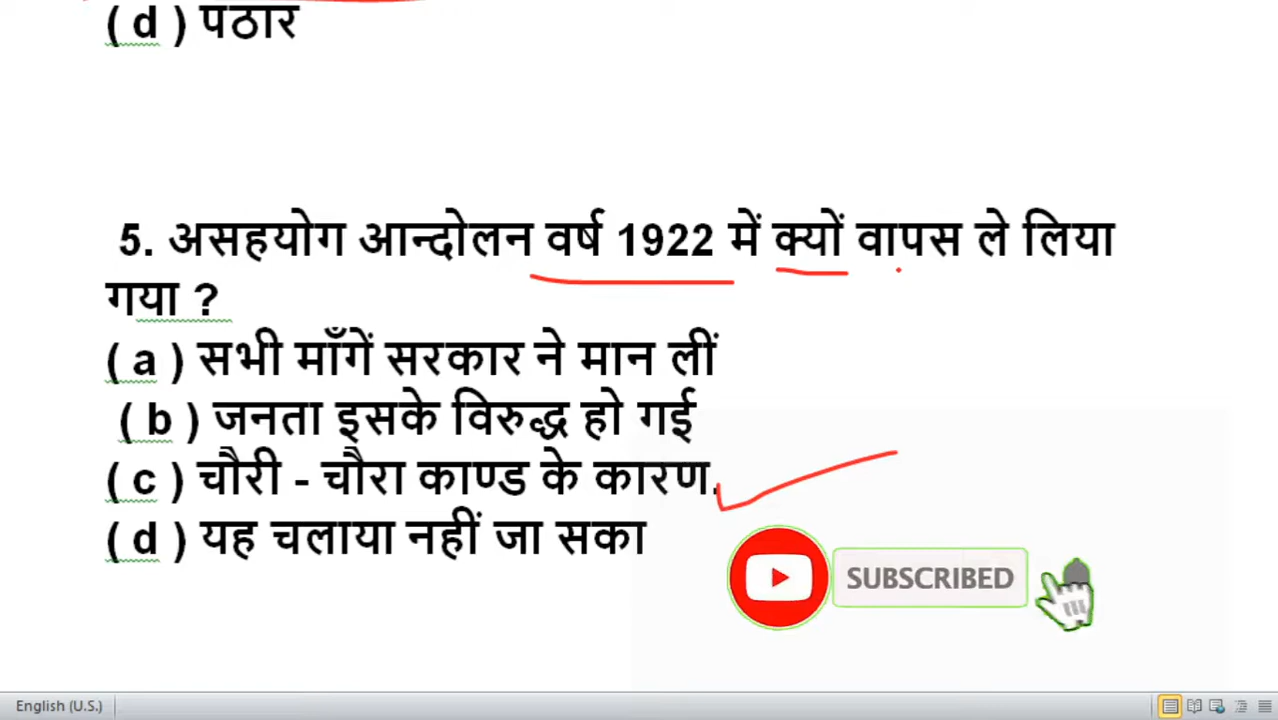 ( d ) पठार
5. असहयोग आन्दोलन वर्ष 1922 में क्यों वापस ले लिया
गया ?
( a ) सभी माँगें सरकार ने मान लीं
( b ) जनता इसके विरुद्ध हो गई
( c ) चौरी - चौरा काण्ड के कारण.
( d ) यह चलाया नहीं जा सका
SUBSCRIBED
English (U.S.)